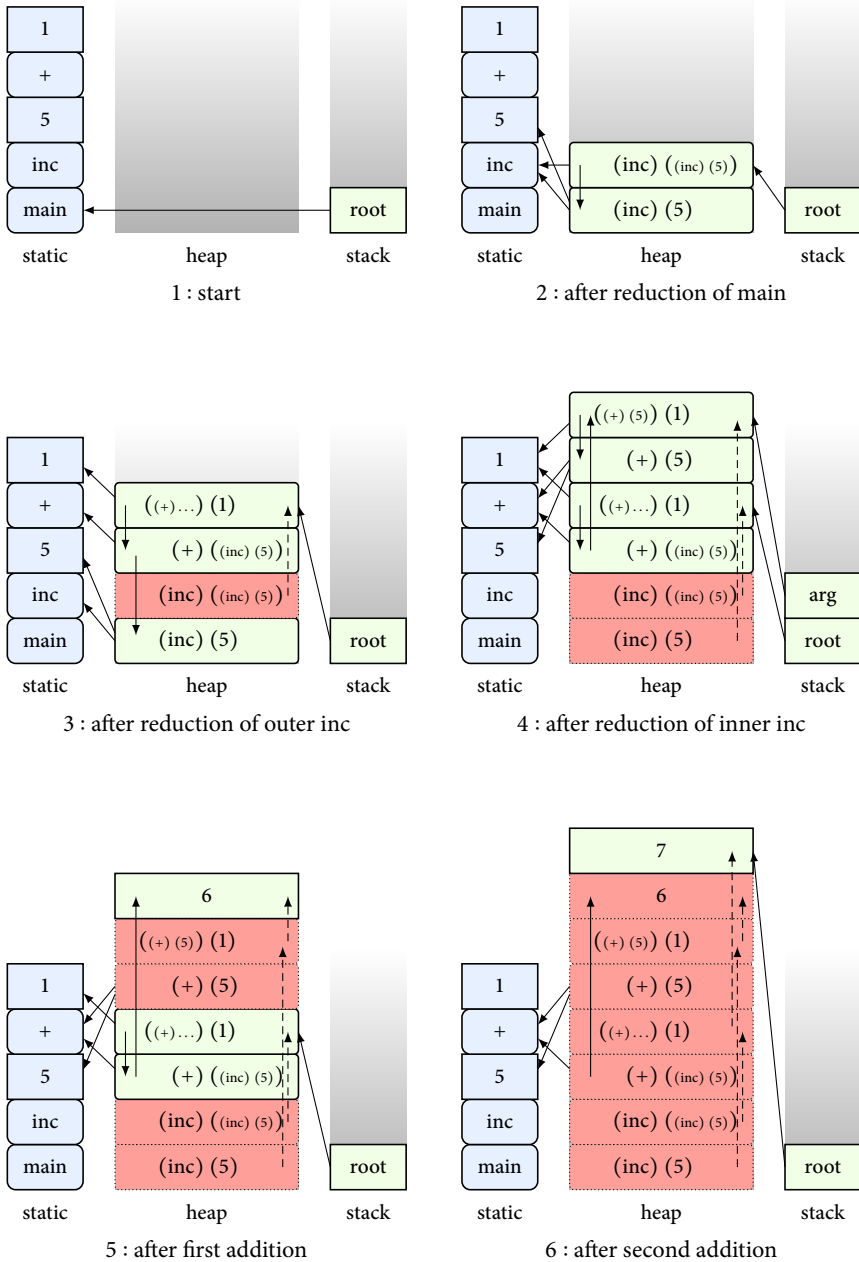 1
+
5
inc
main
root
static heap stack
1 : start
1
+
5
inc (inc) ((inc) (5))
main (inc) (5) root
static heap stack
2 : after reduction of main
1
+ ((+)…) (1)
5 (+) ((inc) (5))
inc (inc) ((inc) (5))
main (inc) (5) root
static heap stack
3 : after reduction of outer inc
((+) (5)) (1)
1 (+) (5)
+ ((+)…) (1)
5 (+) ((inc) (5))
inc (inc) ((inc) (5)) arg
main (inc) (5) root
static heap stack
4 : after reduction of inner inc
6
((+) (5)) (1)
1 (+) (5)
+ ((+)…) (1)
5 (+) ((inc) (5))
inc (inc) ((inc) (5))
main (inc) (5) root
static heap stack
5 : after first addition
7
6
((+) (5)) (1)
1 (+) (5)
+ ((+)…) (1)
5 (+) ((inc) (5))
inc (inc) ((inc) (5))
main (inc) (5) root
static heap stack
6 : after second addition